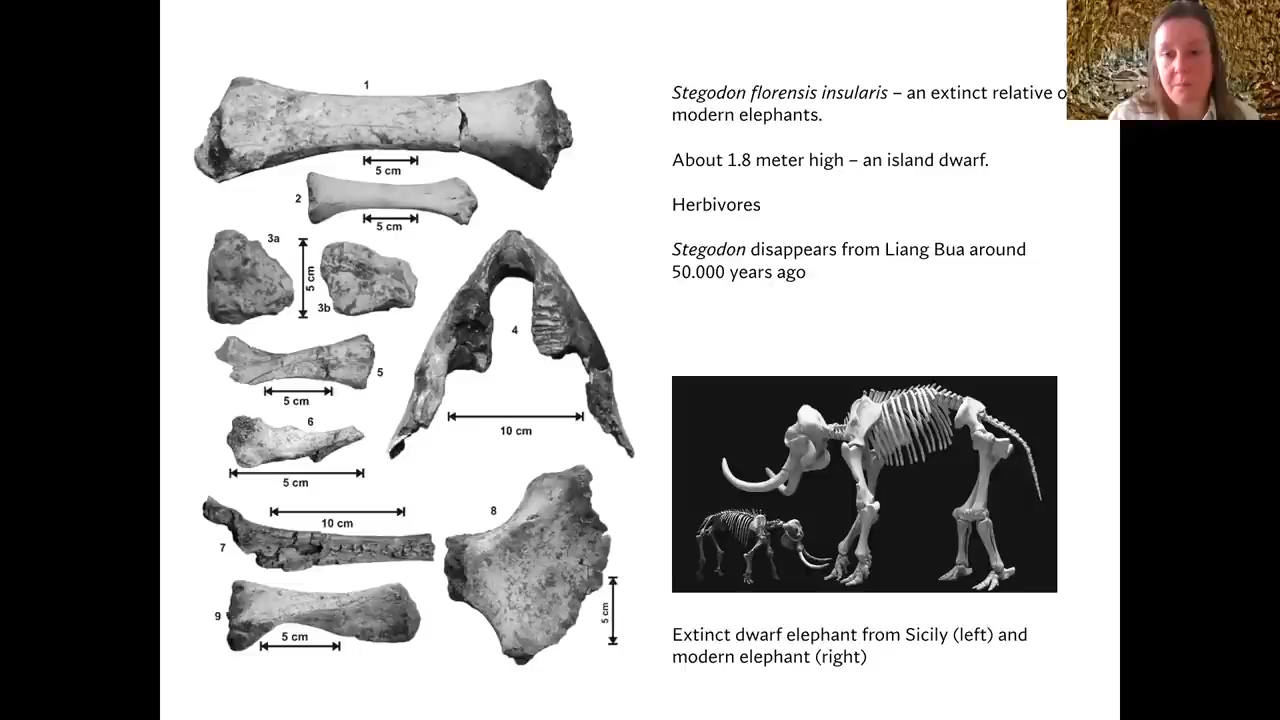 1
5 cm
2
5 cm
3a
5 cm
3b
4
10 cm
5
5 cm
6
5 cm
10 cm
7
8
9
5 cm
5 cm
Stegodon florensis insularis – an extinct relative o
modern elephants.
About 1.8 meter high – an island dwarf.
Herbivores
Stegodon disappears from Liang Bua around
50.000 years ago
Extinct dwarf elephant from Sicily (left) and
modern elephant (right)